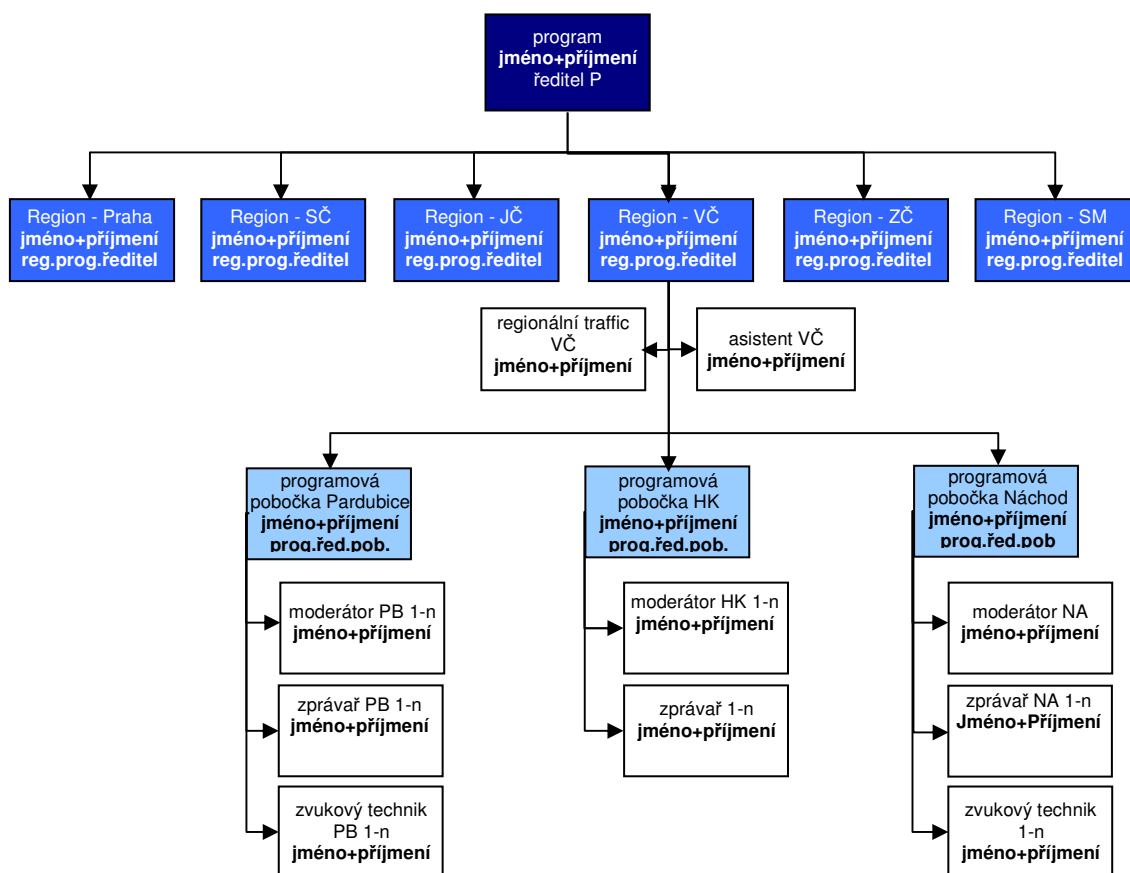 program
jméno+příjmení
ředitel P
Region - Praha
jméno+příjmení
reg.prog.ředitel
Region - SČ
jméno+příjmení
reg.prog.ředitel
Region - JČ
jméno+příjmení
reg.prog.ředitel
Region - VČ
jméno+příjmení
reg.prog.ředitel
Region - ZČ
jméno+příjmení
reg.prog.ředitel
Region - SM
jméno+příjmení
reg.prog.ředitel
regionální traffic
VČ
jméno+příjmení
asistent VČ
jméno+příjmení
programová
pobočka Pardubice
jméno+příjmení
prog.řed.pob.
programová
pobočka HK
jméno+příjmení
prog.řed.pob.
programová
pobočka Náchod
jméno+příjmení
prog.řed.pob
moderátor PB 1-n
jméno+příjmení
moderátor HK 1-n
jméno+příjmení
moderátor NA
jméno+příjmení
zprávař PB 1-n
jméno+příjmení
zprávař 1-n
jméno+příjmení
zprávař NA 1-n
Jméno+Příjmení
zvukový technik
PB 1-n
jméno+příjmení
zvukový technik
1-n
jméno+příjmení